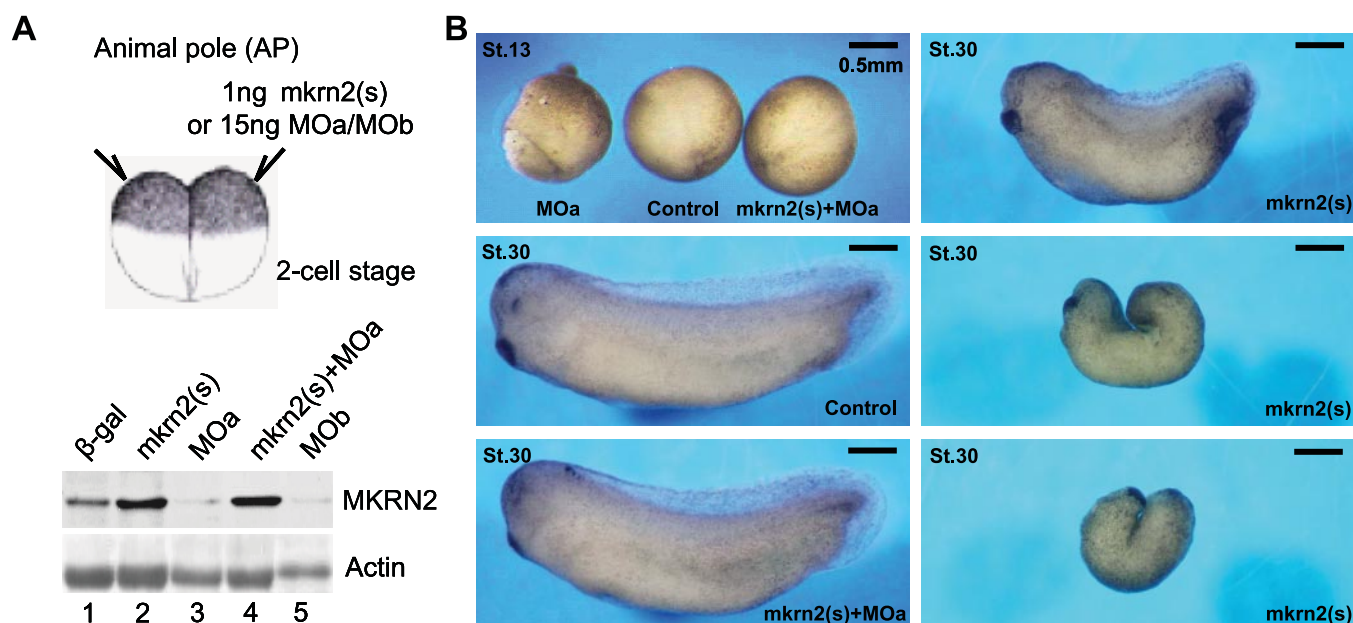 A
Animal pole (AP)
1ng mkrn2(s)
or 15ng MOa/MOb
2-cell stage
β-gal
mkrn2(s)
MOa
mkrn2(s)+MOa
MOb
MKRN2
Actin
1 2 3 4 5
B
St.13
0.5mm
MOa Control mkrn2(s)+MOa
St.30
mkrn2(s)
St.30
Control
St.30
mkrn2(s)
St.30
mkrn2(s)+MOa
St.30
mkrn2(s)